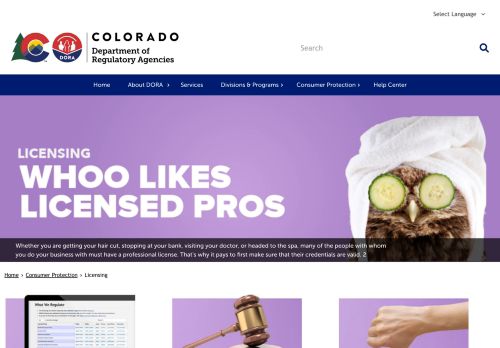 Select Language
COLORADO
Department of
Regulatory Agencies
DORA
Search
Home
About DORA
Services
Divisions & Programs
Consumer Protection
Help Center
LICENSING
WHOO LIKES
LICENSED PROS
Whether you are getting your hair cut, stopping at your bank, visiting your doctor, or headed to the spa, many of the people with whom
you do your business with must have a professional license. That's why it pays to first make sure that their credentials are valid. 2
Home › Consumer Protection › Licensing
What We Regulate